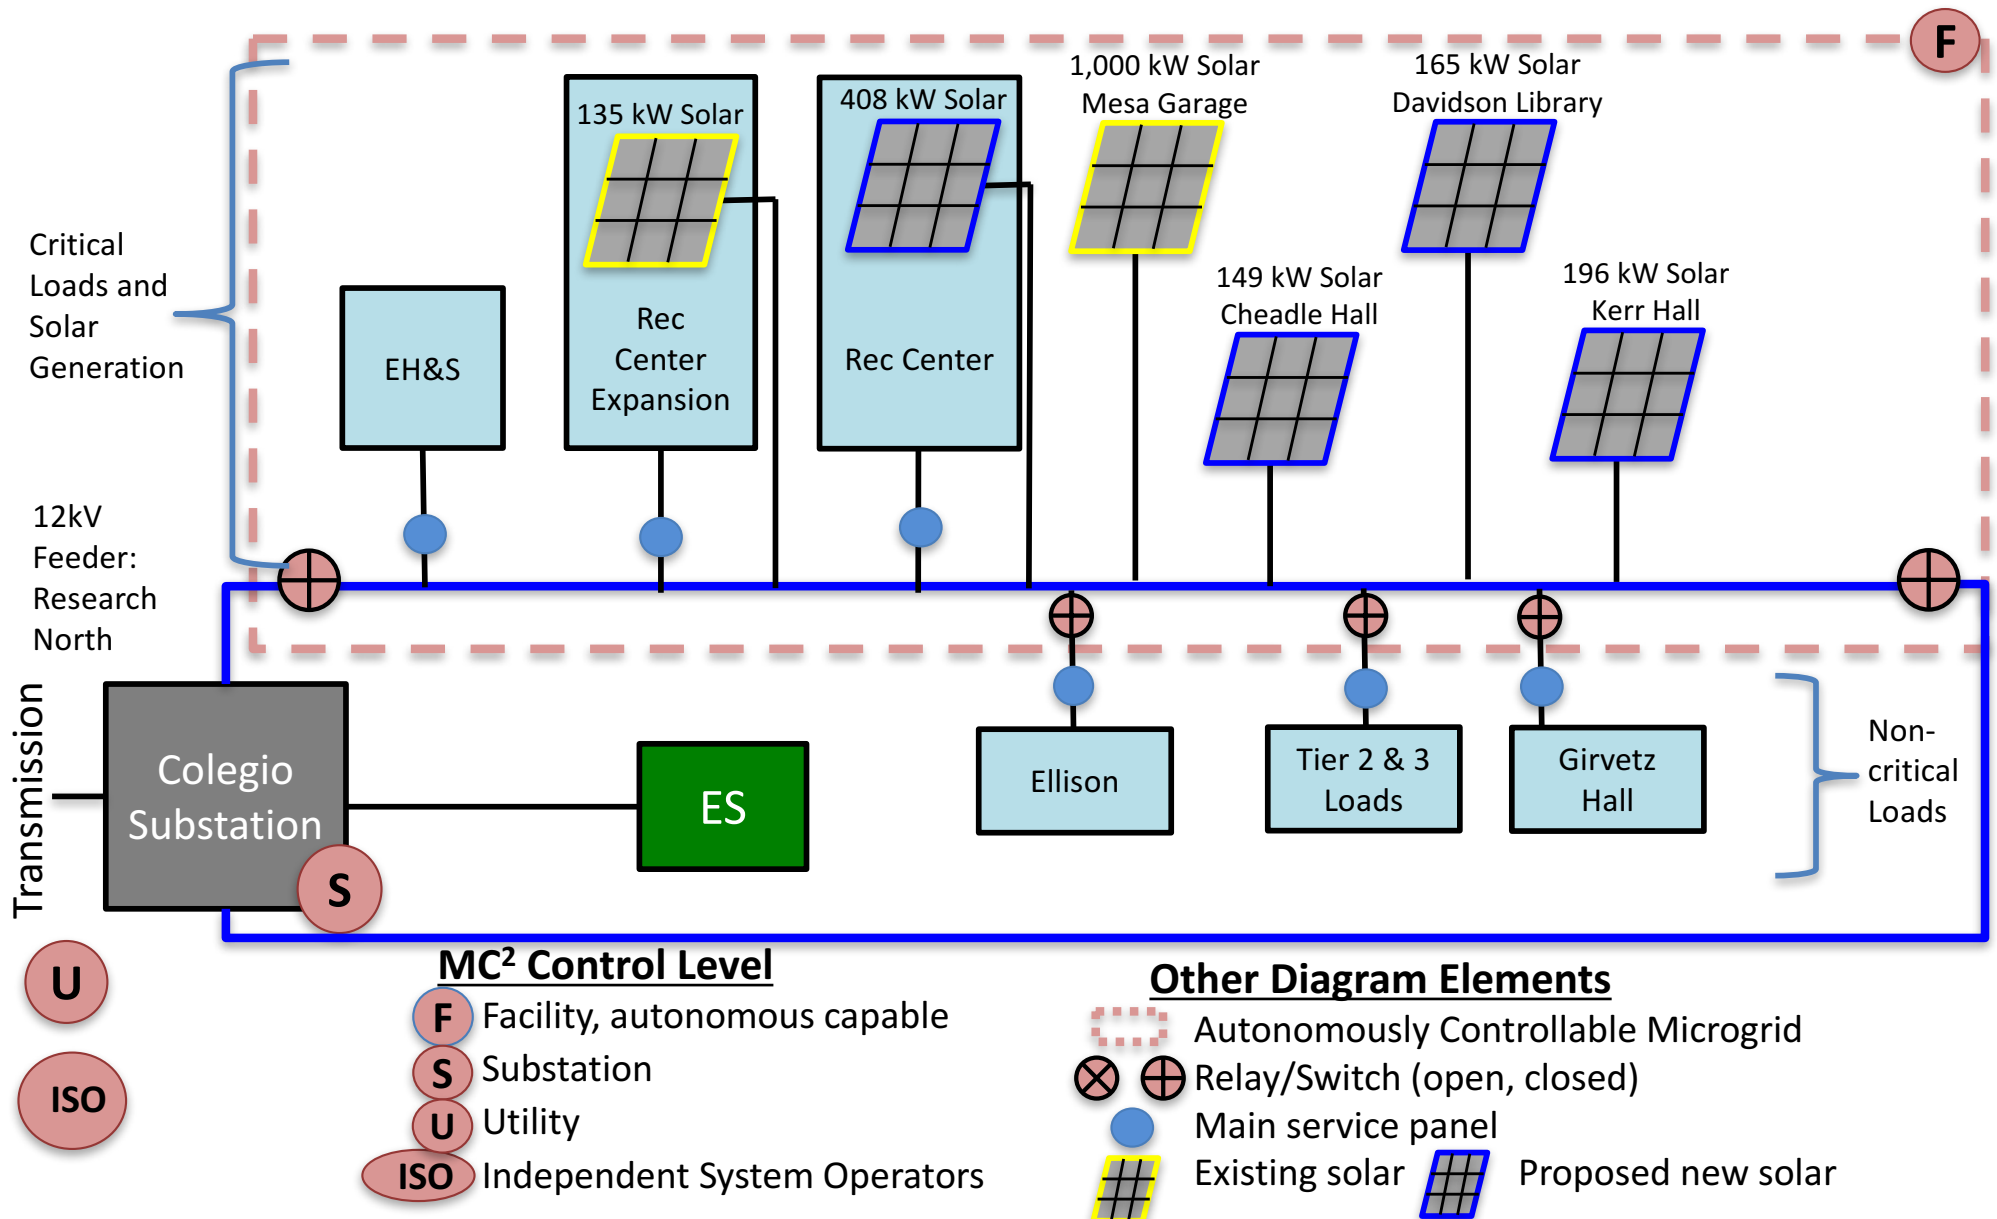 F
1,000 kW Solar
Mesa Garage
165 kW Solar
Davidson Library
135 kW Solar
408 kW Solar
Critical
Loads and
Solar
Generation
149 kW Solar
Cheadle Hall
196 kW Solar
Kerr Hall
EH&S
Rec
Center
Expansion
Rec Center
12kV
Feeder:
Research
North
Transmission
Colegio
Substation
S
ES
Ellison
Tier 2 & 3
Loads
Girvetz
Hall
Non-
critical
Loads
U
ISO
MC² Control Level
F Facility, autonomous capable
S Substation
U Utility
ISO Independent System Operators
Other Diagram Elements
Autonomously Controllable Microgrid
Relay/Switch (open, closed)
Main service panel
Existing solar
Proposed new solar